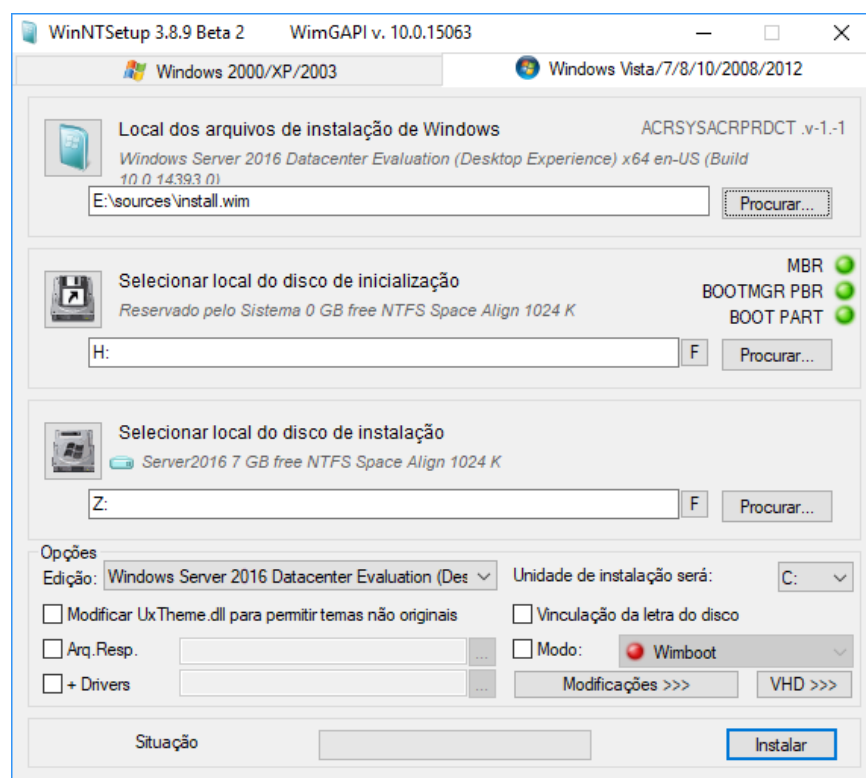 WinNTSetup 3.8.9 Beta 2 WimGAPI v. 10.0.15063
Windows 2000/XP/2003
Windows Vista/7/8/10/2008/2012
Local dos arquivos de instalação de Windows
ACRSYSACRPRDCT .v-1.-1
Windows Server 2016 Datacenter Evaluation (Desktop Experience) x64 en-US (Build
10.0.14393.0)
E:\sources\install.wim
Procurar...
Selecionar local do disco de inicialização
Reservado pelo Sistema 0 GB free NTFS Space Align 1024 K
MBR
BOOTMGR PBR
BOOT PART
H:
F
Procurar...
Selecionar local do disco de instalação
Server2016 7 GB free NTFS Space Align 1024 K
Z:
F
Procurar...
Opções
Edição: Windows Server 2016 Datacenter Evaluation (Des
Unidade de instalação será: C:
Modificar UxTheme.dll para permitir temas não originais
Vinculação da letra do disco
Arq.Resp. ...
Modo: Wimboot
+ Drivers ...
Modificações >>>
VHD >>>
Situação
Instalar